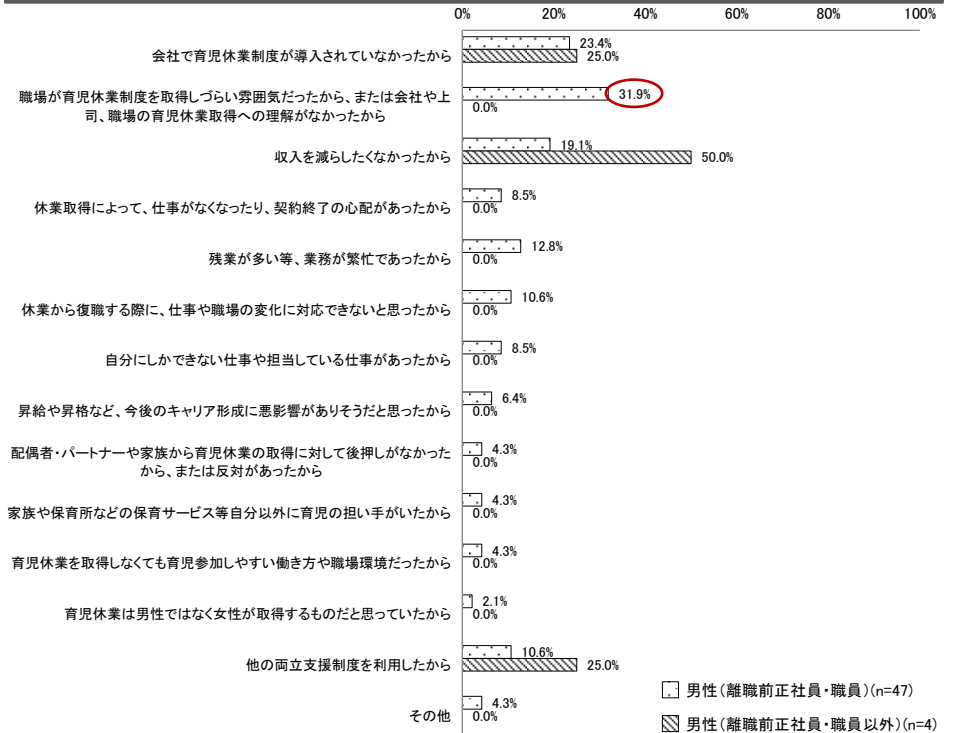 0% 20% 40% 60% 80% 100%
会社で育児休業制度が導入されていなかったから
23.4%
25.0%
職場が育児休業制度を取得しづらい雰囲気だったから、または会社や上
司、職場の育児休業取得への理解がなかったから
31.9%
0.0%
収入を減らしたくなかったから
19.1%
50.0%
休業取得によって、仕事がなくなったり、契約終了の心配があったから
8.5%
0.0%
残業が多い等、業務が繁忙であったから
12.8%
0.0%
休業から復職する際に、仕事や職場の変化に対応できないと思ったから
10.6%
0.0%
自分にしかできない仕事や担当している仕事があったから
8.5%
0.0%
昇給や昇格など、今後のキャリア形成に悪影響がありそうだと思ったから
6.4%
0.0%
配偶者・パートナーや家族から育児休業の取得に対して後押しがなかった
から、または反対があったから
4.3%
0.0%
家族や保育所などの保育サービス等自分以外に育児の担い手がいたから
4.3%
0.0%
育児休業を取得しなくても育児参加しやすい働き方や職場環境だったから
4.3%
0.0%
育児休業は男性ではなく女性が取得するものだと思っていたから
2.1%
0.0%
他の両立支援制度を利用したから
10.6%
25.0%
その他
4.3%
0.0%
男性(離職前正社員・職員)(n=47)
男性(離職前正社員・職員以外)(n=4)